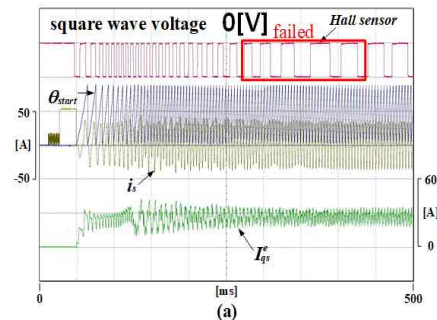 square wave voltage 0[V] failed Hall sensor
θstart
50
[A]
-50
is
60
[A]
0
Iᵉqs
0 [ms] 500
(a)